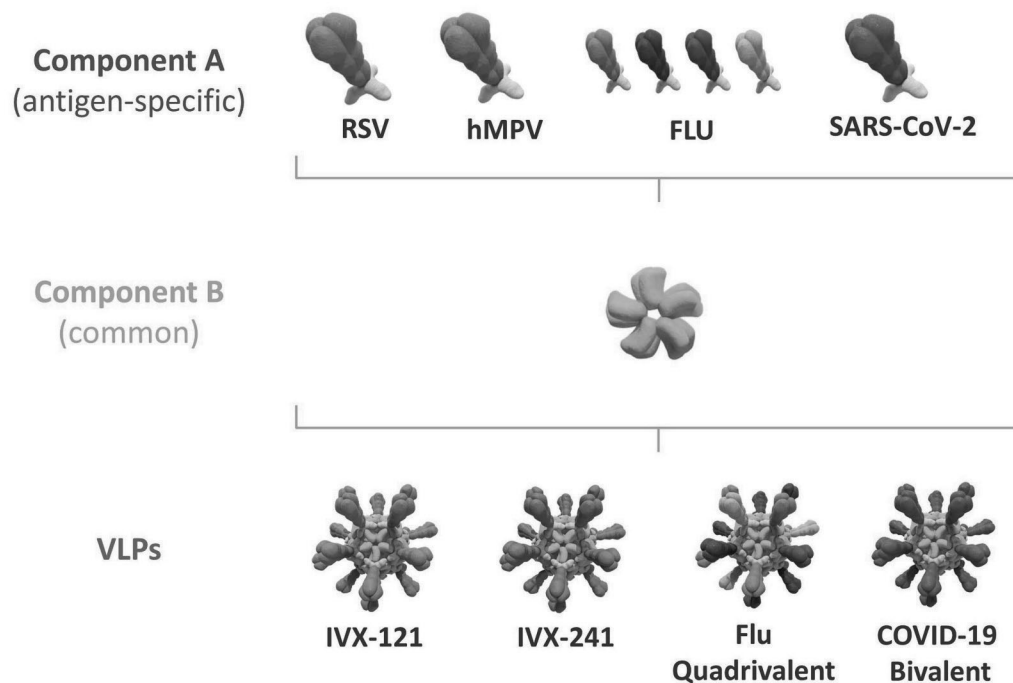 Component A
(antigen-specific)
RSV
hMPV
FLU
SARS-CoV-2
Component B
(common)
VLPs
IVX-121
IVX-241
Flu
Quadrivalent
COVID-19
Bivalent